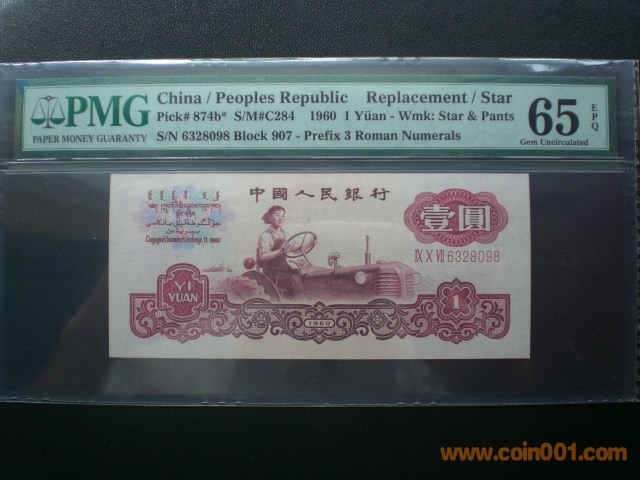 PMG
PAPER MONEY GUARANTY
China / Peoples Republic Replacement / Star
Pick# 874b* S/M#C284 1960 1 Yüan - Wmk: Star & Pants
S/N 6328098 Block 907 - Prefix 3 Roman Numerals
65 EPQ
Gem Uncirculated
中國人民銀行
壹圓
IX X VII 6328098
YI
YUAN
1960
1
www.coin001.com